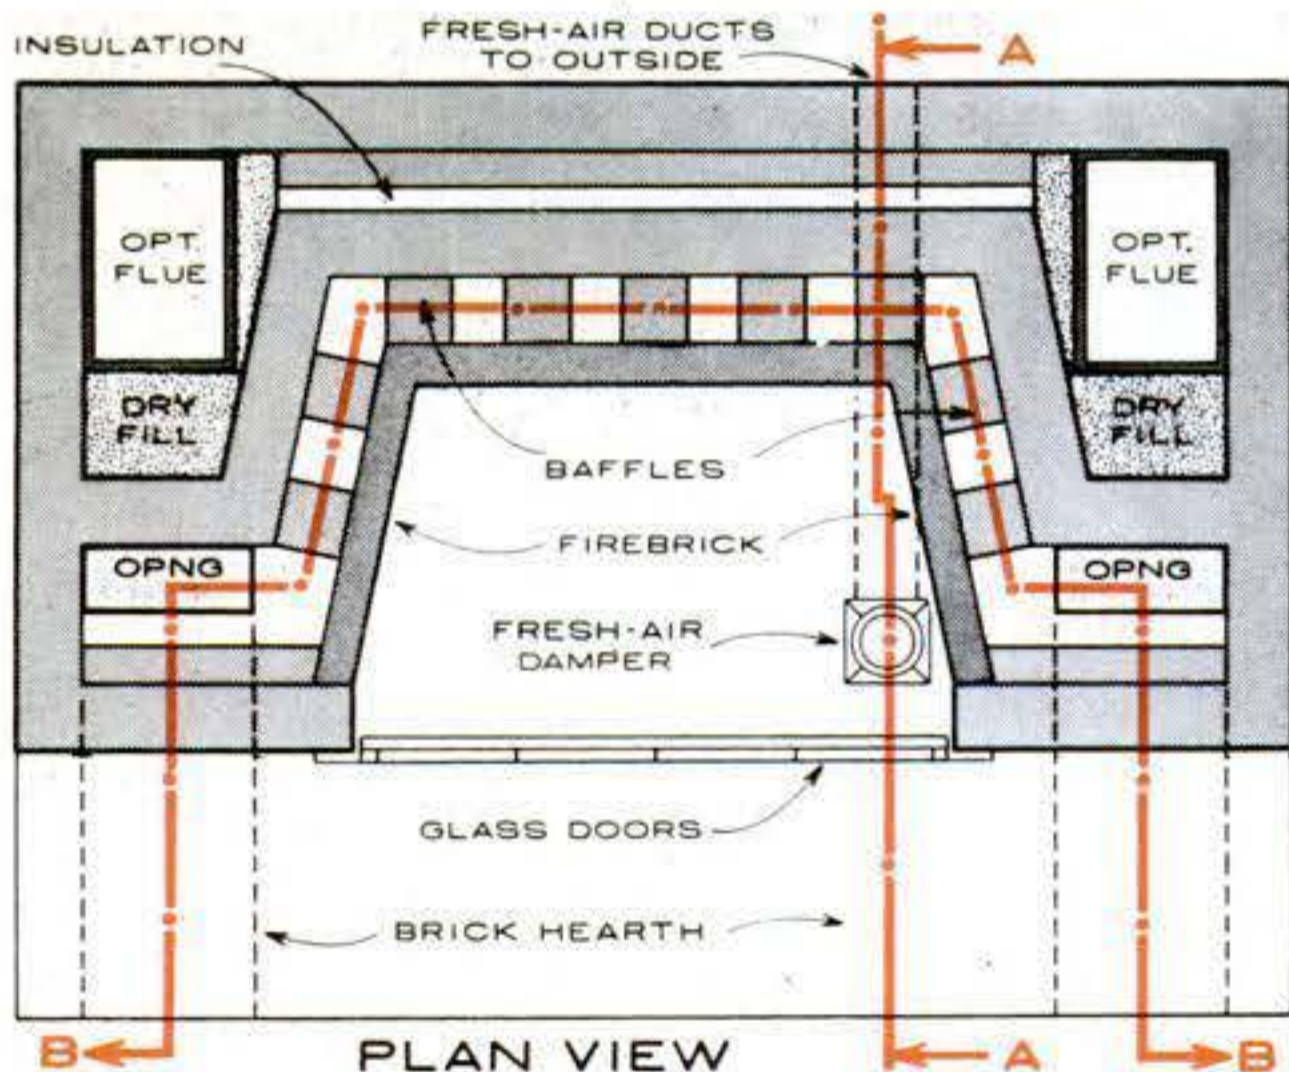 INSULATION
FRESH-AIR DUCTS
TO OUTSIDE
A
OPT.
FLUE
OPT.
FLUE
DRY
FILL
DRY
FILL
BAFFLES
FIREBRICK
OPNG
OPNG
FRESH-AIR
DAMPER
GLASS DOORS
BRICK HEARTH
B
PLAN VIEW
A
B